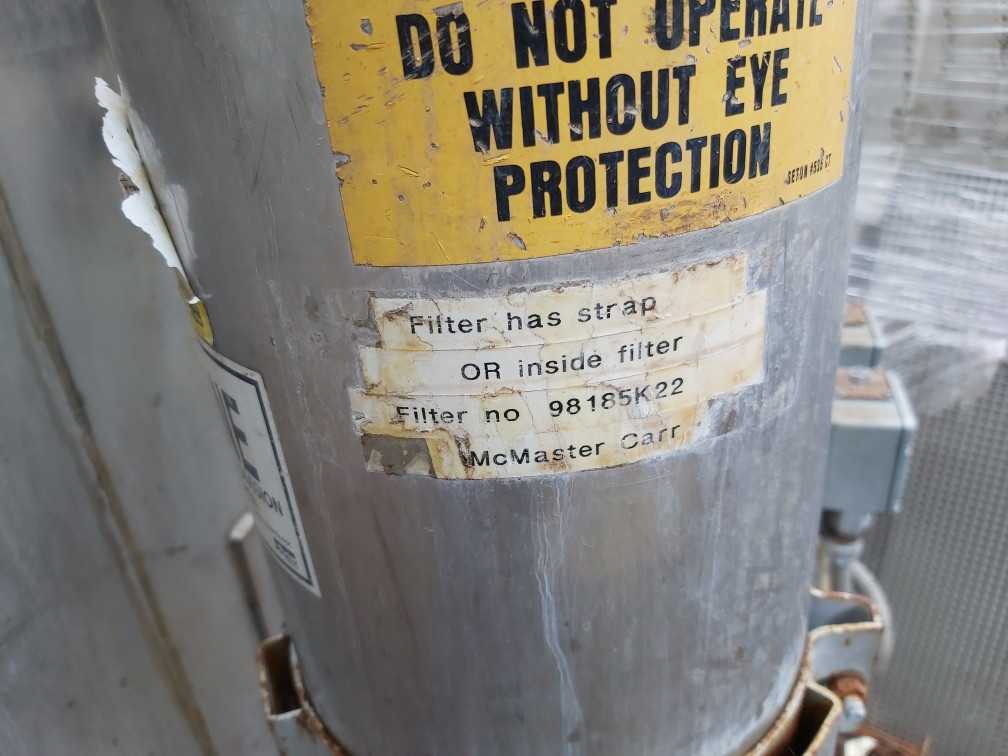 DO NOT OPERATE
WITHOUT EYE
PROTECTION
Filter has strap
OR inside filter
Filter no 98185K22
McMaster Carr